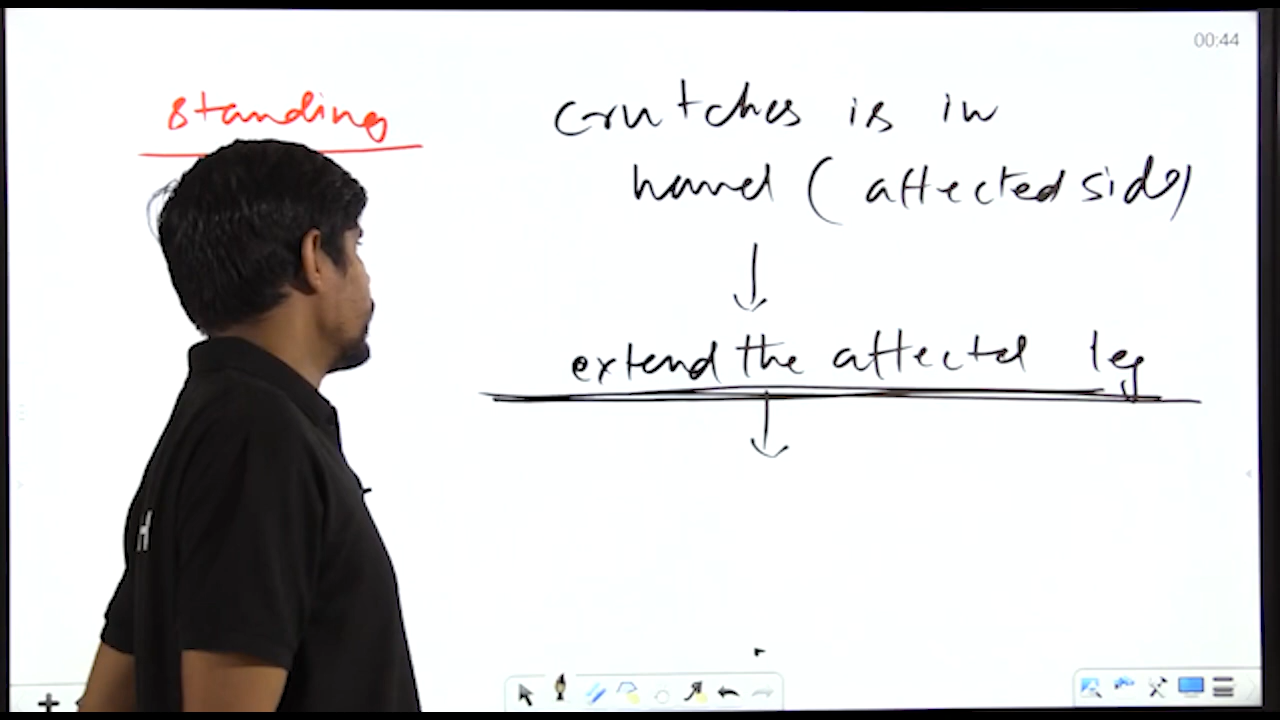 00:44
standing
crutches is in
hand (affected side)
↓
extend the affected leg
↓
H